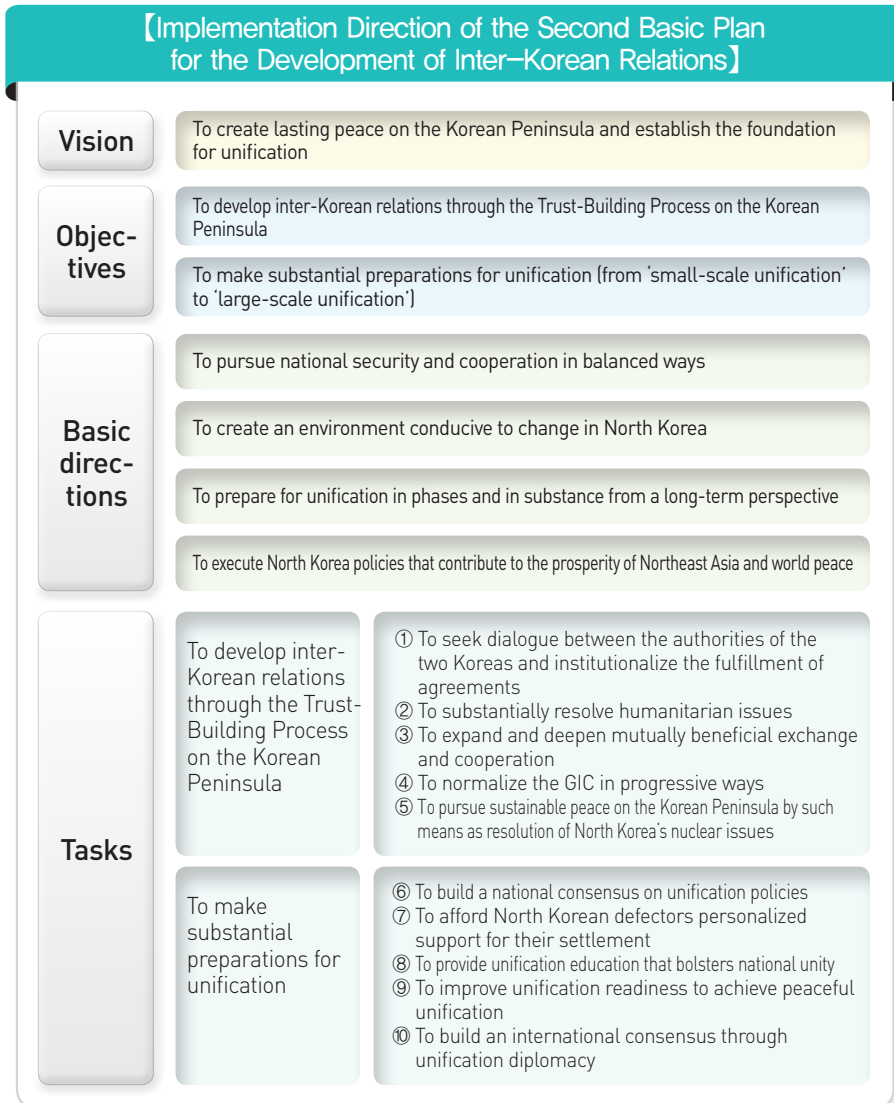 【Implementation Direction of the Second Basic Plan
for the Development of Inter-Korean Relations】
Vision
To create lasting peace on the Korean Peninsula and establish the foundation
for unification
Objec-
tives
To develop inter-Korean relations through the Trust-Building Process on the Korean
Peninsula
To make substantial preparations for unification (from ‘small-scale unification’
to ‘large-scale unification’)
Basic
direc-
tions
To pursue national security and cooperation in balanced ways
To create an environment conducive to change in North Korea
To prepare for unification in phases and in substance from a long-term perspective
To execute North Korea policies that contribute to the prosperity of Northeast Asia and world peace
Tasks
To develop inter-
Korean relations
through the Trust-
Building Process
on the Korean
Peninsula
① To seek dialogue between the authorities of the
two Koreas and institutionalize the fulfillment of
agreements
② To substantially resolve humanitarian issues
③ To expand and deepen mutually beneficial exchange
and cooperation
④ To normalize the GIC in progressive ways
⑤ To pursue sustainable peace on the Korean Peninsula by such
means as resolution of North Korea’s nuclear issues
To make
substantial
preparations for
unification
⑥ To build a national consensus on unification policies
⑦ To afford North Korean defectors personalized
support for their settlement
⑧ To provide unification education that bolsters national unity
⑨ To improve unification readiness to achieve peaceful
unification
⑩ To build an international consensus through
unification diplomacy